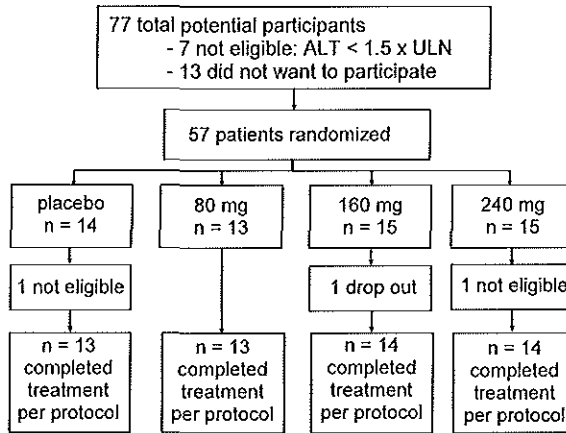 77 total potential participants
- 7 not eligible: ALT < 1.5 x ULN
- 13 did not want to participate
57 patients randomized
placebo
n = 14
80 mg
n = 13
160 mg
n = 15
240 mg
n = 15
1 not eligible
1 drop out
1 not eligible
n = 13
completed
treatment
per protocol
n = 13
completed
treatment
per protocol
n = 14
completed
treatment
per protocol
n = 14
completed
treatment
per protocol